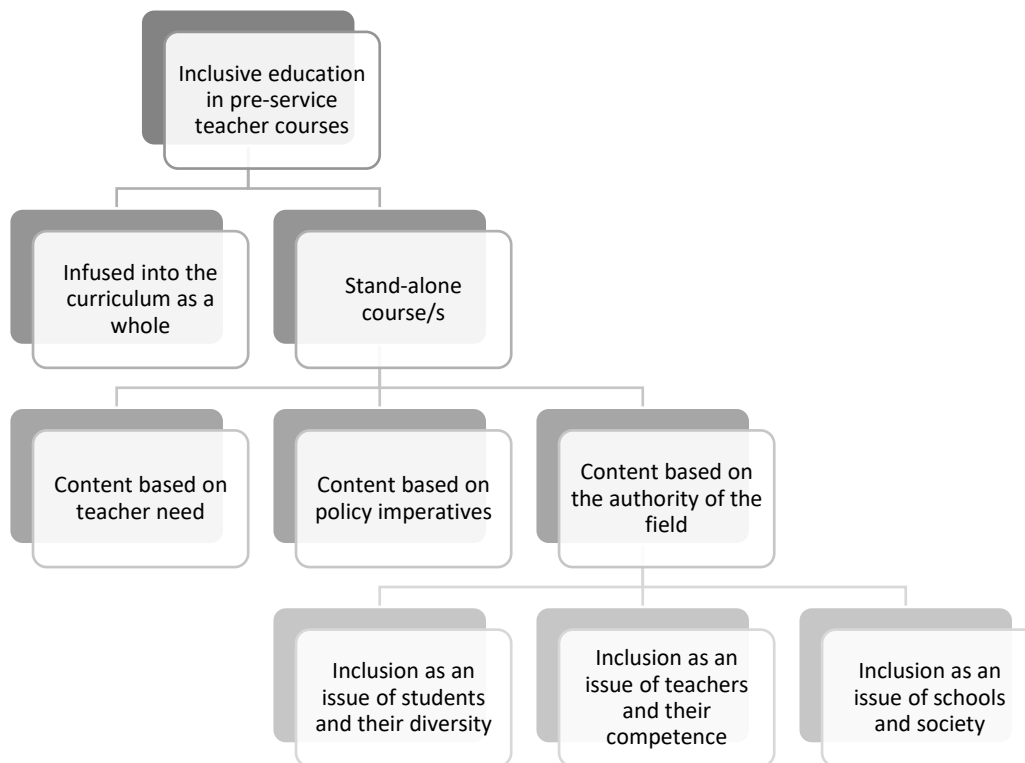 Inclusive education
in pre-service
teacher courses
Infused into the
curriculum as a
whole
Stand-alone
course/s
Content based on
teacher need
Content based on
policy imperatives
Content based on
the authority of the
field
Inclusion as an
issue of students
and their diversity
Inclusion as an
issue of teachers
and their
competence
Inclusion as an
issue of schools
and society